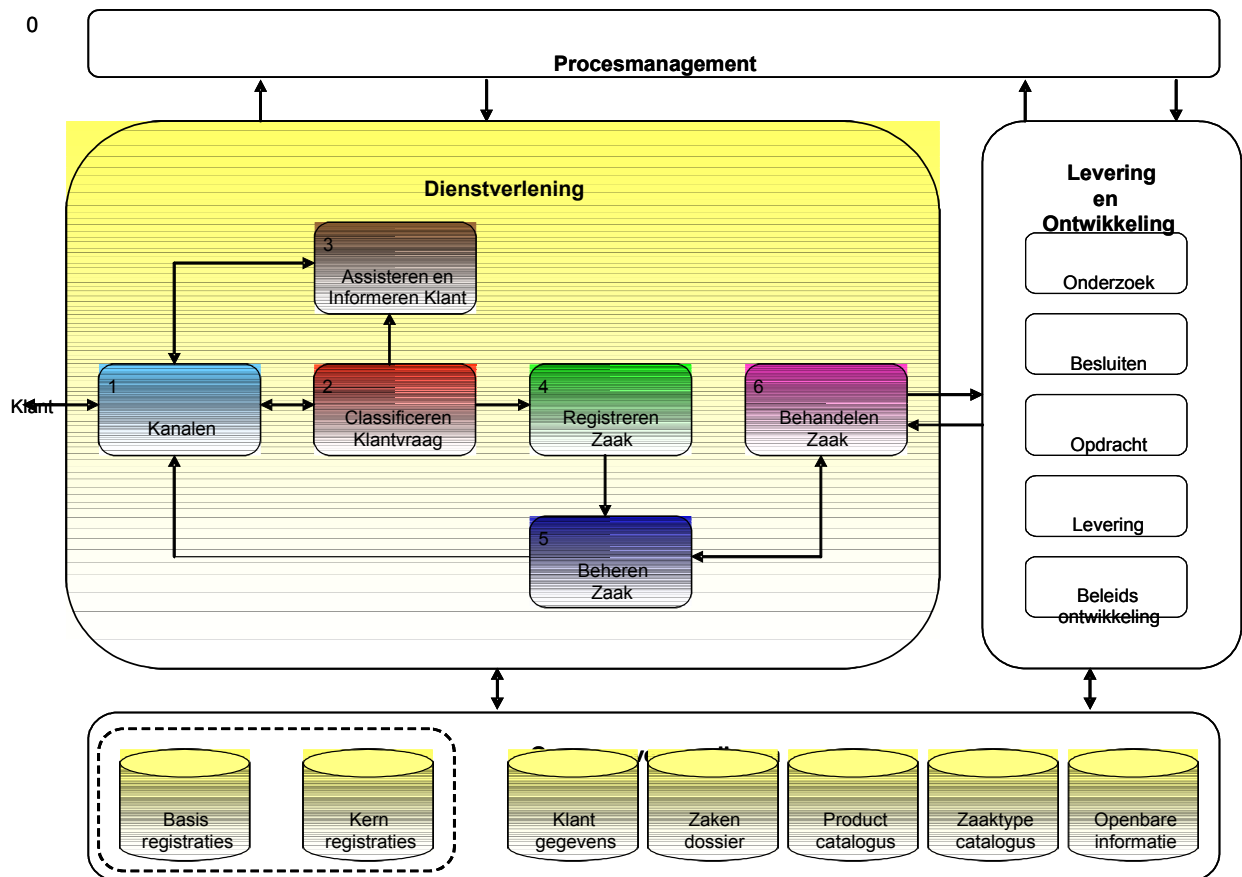 0
Procesmanagement
Dienstverlening
3
Assisteren en
Informeren Klant
Klant
1
Kanalen
2
Classificeren
Klantvraag
4
Registreren
Zaak
6
Behandelen
Zaak
5
Beheren
Zaak
Levering
en
Ontwikkeling
Onderzoek
Besluiten
Opdracht
Levering
Beleids
ontwikkeling
Basis
registraties
Kern
registraties
Klant
gegevens
Zaken
dossier
Product
catalogus
Zaaktype
catalogus
Openbare
informatie